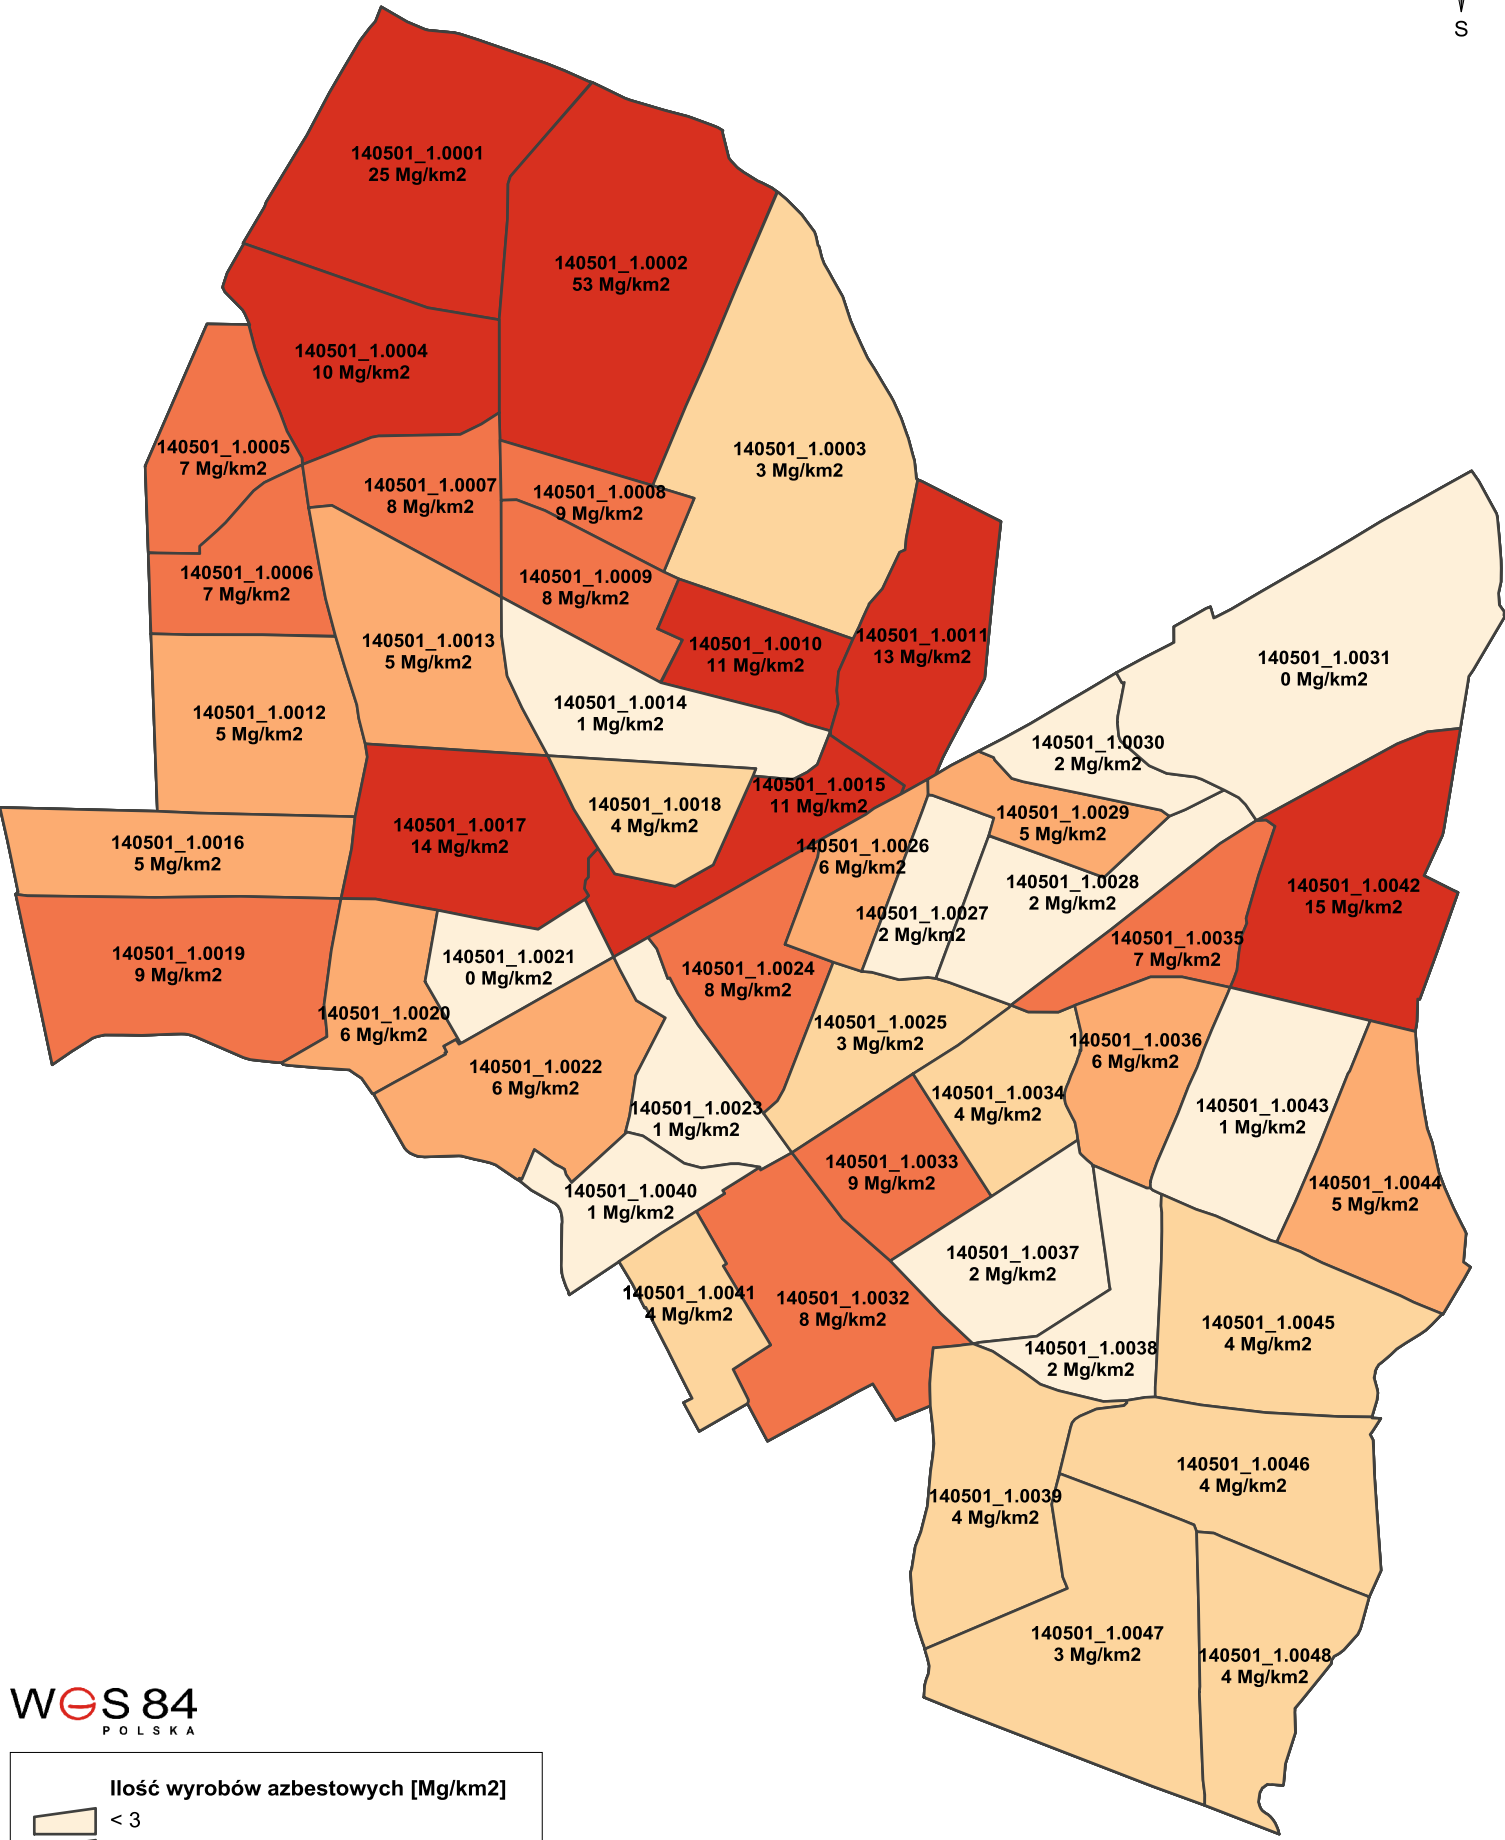 S
140501_1.0001
25 Mg/km2
140501_1.0002
53 Mg/km2
140501_1.0004
10 Mg/km2
140501_1.0003
3 Mg/km2
140501_1.0005
7 Mg/km2
140501_1.0007
8 Mg/km2
140501_1.0008
9 Mg/km2
140501_1.0006
7 Mg/km2
140501_1.0009
8 Mg/km2
140501_1.0013
5 Mg/km2
140501_1.0010
11 Mg/km2
140501_1.0011
13 Mg/km2
140501_1.0031
0 Mg/km2
140501_1.0014
1 Mg/km2
140501_1.0012
5 Mg/km2
140501_1.0030
2 Mg/km2
140501_1.0015
11 Mg/km2
140501_1.0018
4 Mg/km2
140501_1.0029
5 Mg/km2
140501_1.0017
14 Mg/km2
140501_1.0016
5 Mg/km2
140501_1.0026
6 Mg/km2
140501_1.0028
2 Mg/km2
140501_1.0042
15 Mg/km2
140501_1.0027
2 Mg/km2
140501_1.0035
7 Mg/km2
140501_1.0019
9 Mg/km2
140501_1.0021
0 Mg/km2
140501_1.0024
8 Mg/km2
140501_1.0020
6 Mg/km2
140501_1.0025
3 Mg/km2
140501_1.0036
6 Mg/km2
140501_1.0022
6 Mg/km2
140501_1.0034
4 Mg/km2
140501_1.0023
1 Mg/km2
140501_1.0043
1 Mg/km2
140501_1.0033
9 Mg/km2
140501_1.0044
5 Mg/km2
140501_1.0040
1 Mg/km2
140501_1.0037
2 Mg/km2
140501_1.0041
4 Mg/km2
140501_1.0032
8 Mg/km2
140501_1.0045
4 Mg/km2
140501_1.0038
2 Mg/km2
140501_1.0046
4 Mg/km2
140501_1.0039
4 Mg/km2
140501_1.0047
3 Mg/km2
140501_1.0048
4 Mg/km2
WGS 84
POLSKA
Ilość wyrobów azbestowych [Mg/km2]
< 3